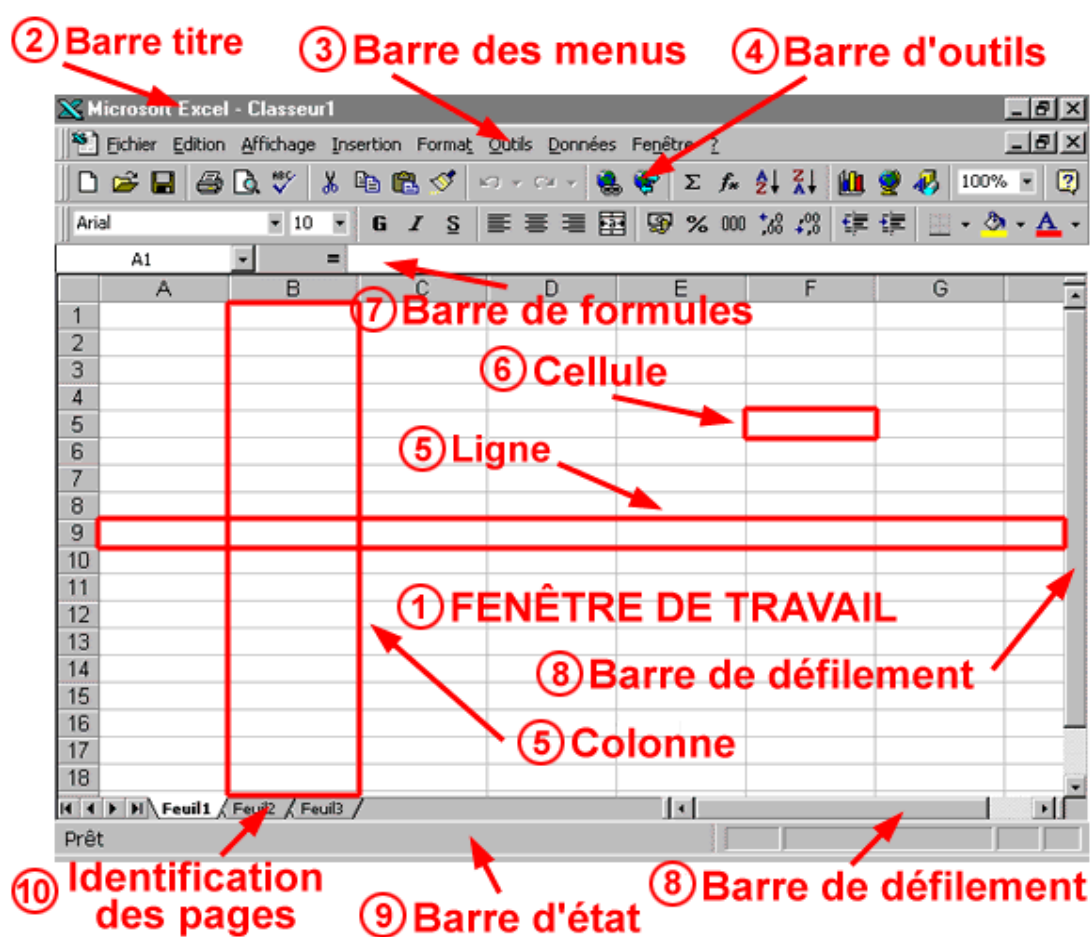 ② Barre titre
③ Barre des menus
④ Barre d'outils
Microsoft Excel - Classeur1
Fichier Edition Affichage Insertion Format Outils Données Fenêtre ?
100%
Arial 10 G I S % 000
A1 =
A B C D E F G
⑦ Barre de formules
1
2
3
⑥ Cellule
4
5
6
⑤ Ligne
7
8
9
10
11
① FENÊTRE DE TRAVAIL
12
13
14
⑧ Barre de défilement
15
16
17
⑤ Colonne
18
Feuil1 Feuil2 Feuil3
Prêt
⑩ Identification
des pages
⑨ Barre d'état
⑧ Barre de défilement